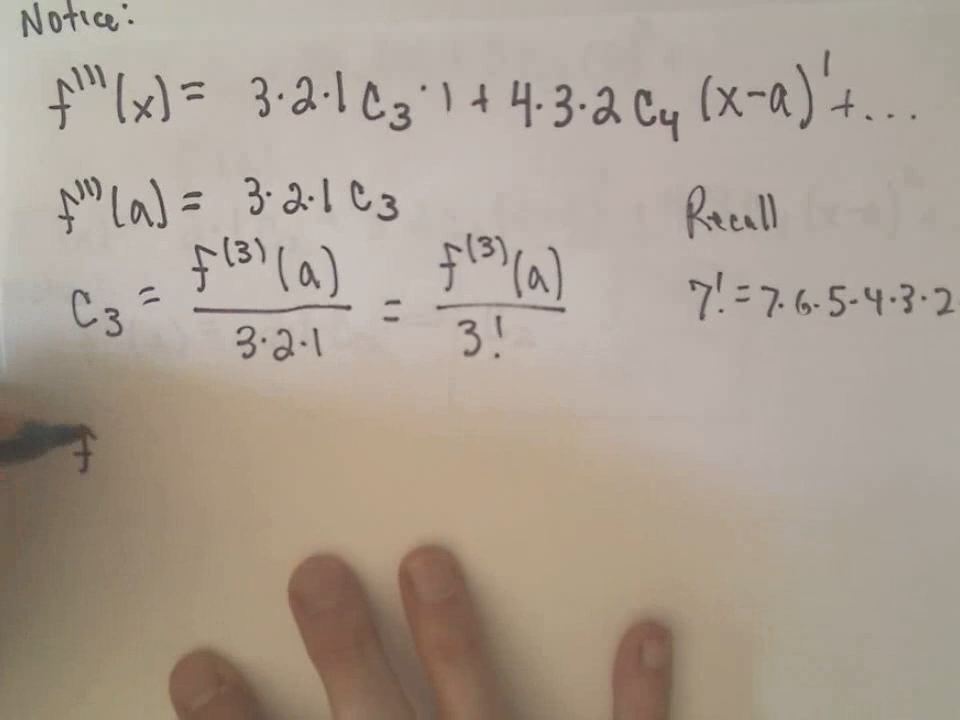 Notice:
f'''(x) = 3·2·1 C₃·1 + 4·3·2 C₄ (x-a)¹ + ...
f'''(a) = 3·2·1 C₃
C₃ = f⁽³⁾(a) / 3·2·1 = f⁽³⁾(a) / 3!
Recall
7! = 7·6·5·4·3·2
f